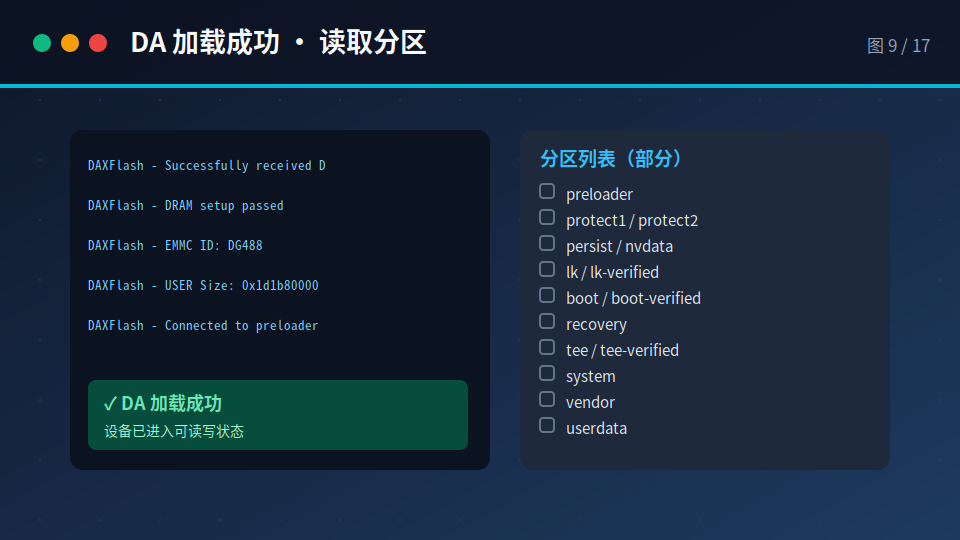 DA 加载成功 · 读取分区
图 9 / 17
DAXFlash - Successfully received D
DAXFlash - DRAM setup passed
DAXFlash - EMMC ID: DG488
DAXFlash - USER Size: 0x1d1b80000
DAXFlash - Connected to preloader
✓ DA 加载成功
设备已进入可读写状态
分区列表（部分）
preloader
protect1 / protect2
persist / nvdata
lk / lk-verified
boot / boot-verified
recovery
tee / tee-verified
system
vendor
userdata